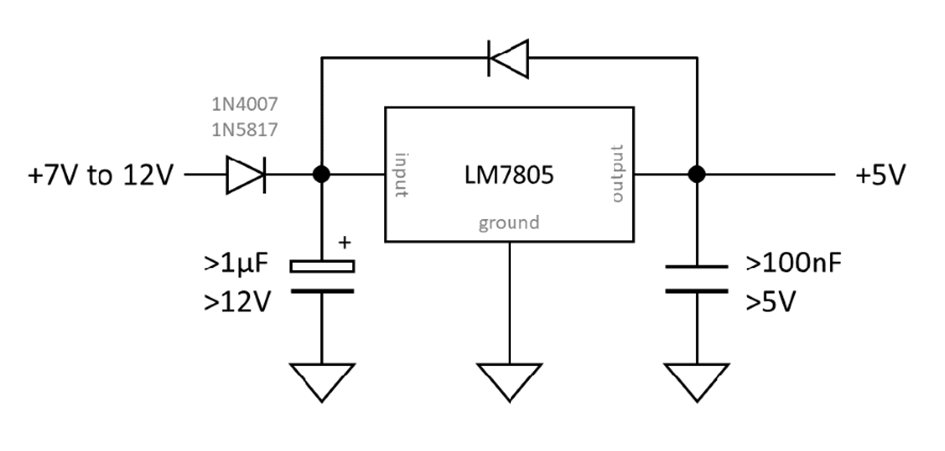 1N4007
1N5817
+7V to 12V
input
LM7805
output
ground
+5V
+
>1µF
>12V
>100nF
>5V